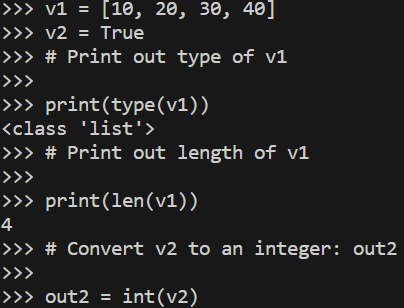 >>> v1 = [10, 20, 30, 40]
>>> v2 = True
>>> # Print out type of v1
>>>
>>> print(type(v1))
<class 'list'>
>>> # Print out length of v1
>>>
>>> print(len(v1))
4
>>> # Convert v2 to an integer: out2
>>>
>>> out2 = int(v2)